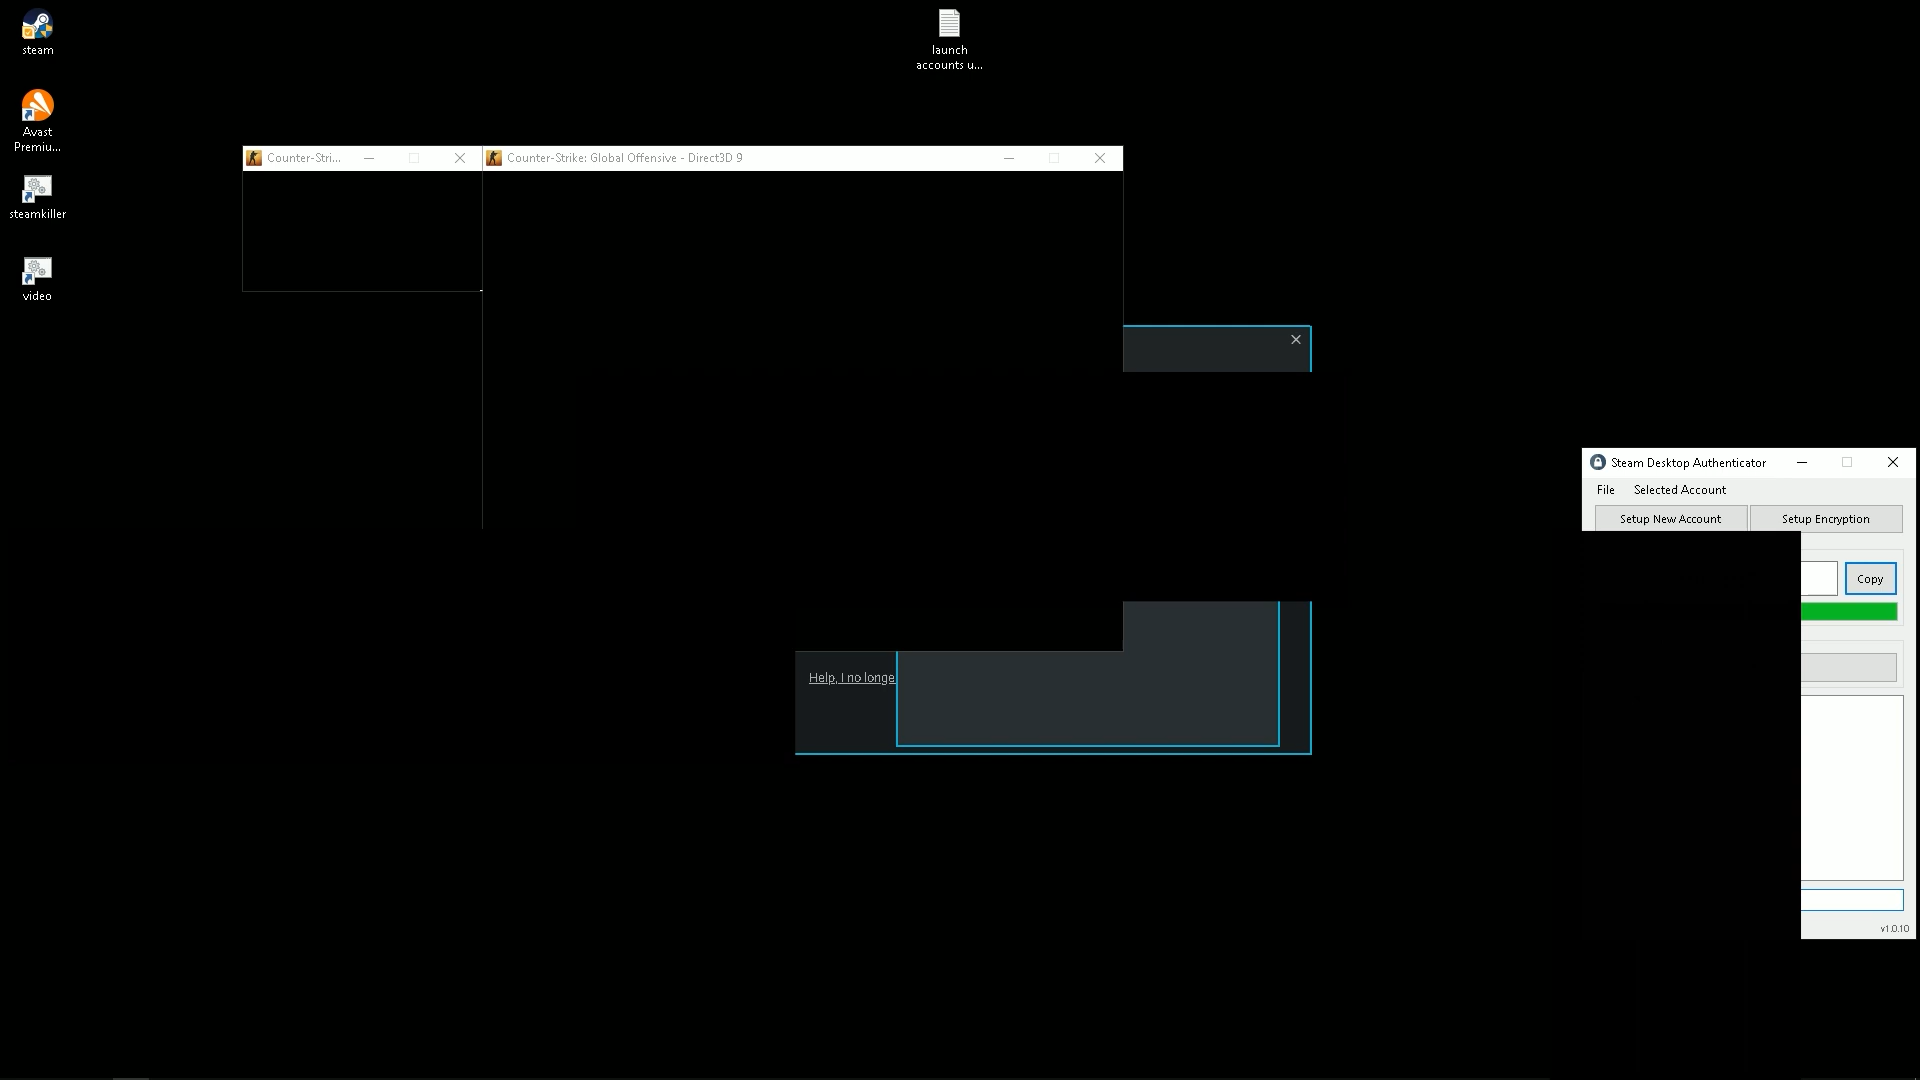 steam
launch
accounts u...
Avast
Premiu...
steamkiller
video
Counter-Stri...
Counter-Strike: Global Offensive - Direct3D 9
Steam Desktop Authenticator
File Selected Account
Setup New Account Setup Encryption
Copy
Help, I no longe
v1.0.10